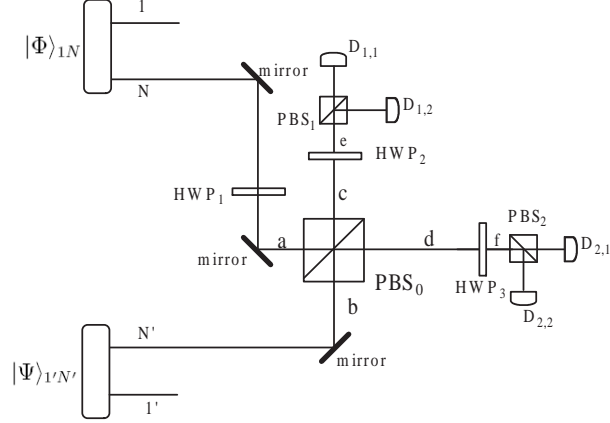 1
|Φ⟩₁N
N
mirror
D₁,₁
PBS₁
D₁,₂
e
HWP₂
HWP₁
c
PBS₂
mirror
a
d
f
D₂,₁
PBS₀
HWP₃
b
D₂,₂
N'
|Ψ⟩₁'N'
mirror
1'